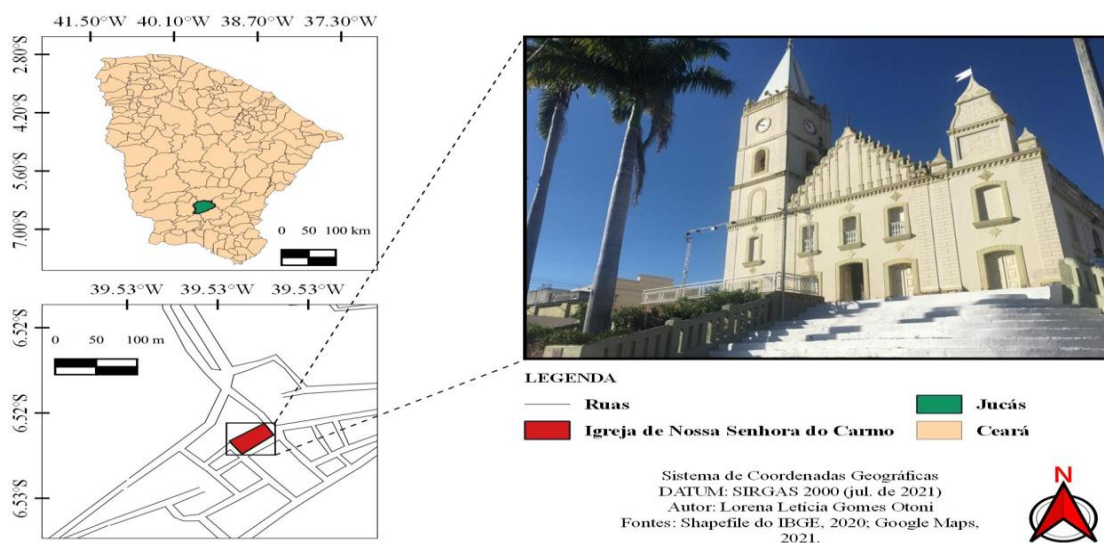 41.50°W 40.10°W 38.70°W 37.30°W
2.80°S
4.20°S
5.60°S
7.00°S
0 50 100 km
39.53°W 39.53°W 39.53°W
6.52°S
6.52°S
6.53°S
0 50 100 m
LEGENDA
Ruas
Jucás
Igreja de Nossa Senhora do Carmo
Ceará
Sistema de Coordenadas Geográficas
DATUM: SIRGAS 2000 (jul. de 2021)
Autor: Lorena Letícia Gomes Otoni
Fontes: Shapefile do IBGE, 2020; Google Maps,
2021.
N